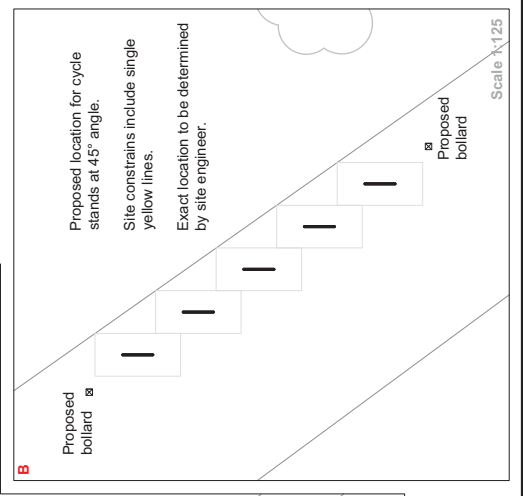 B
Proposed
bollard
Proposed location for cycle
stands at 45° angle.
Site constrains include single
yellow lines.
Exact location to be determined
by site engineer.
Proposed
bollard
Scale 1:125